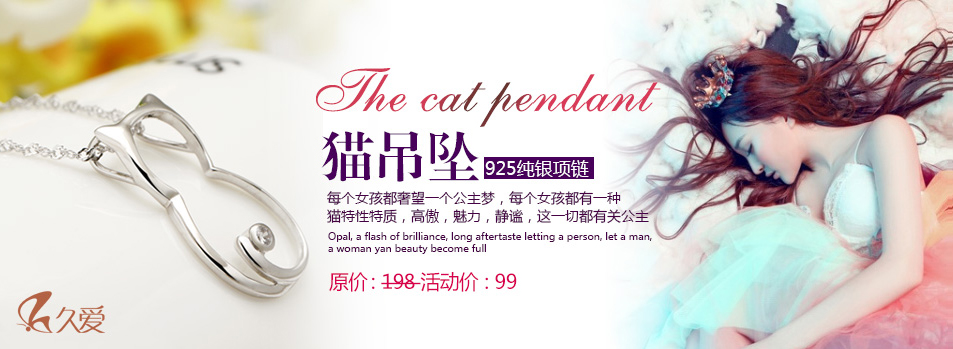 The cat pendant
猫吊坠 925纯银项链
每个女孩都奢望一个公主梦，每个女孩都有一种
猫特性特质，高傲，魅力，静谧，这一切都有关公主
Opal, a flash of brilliance, long aftertaste letting a person, let a man,
a woman yan beauty become full
原价：198 活动价：99
久爱